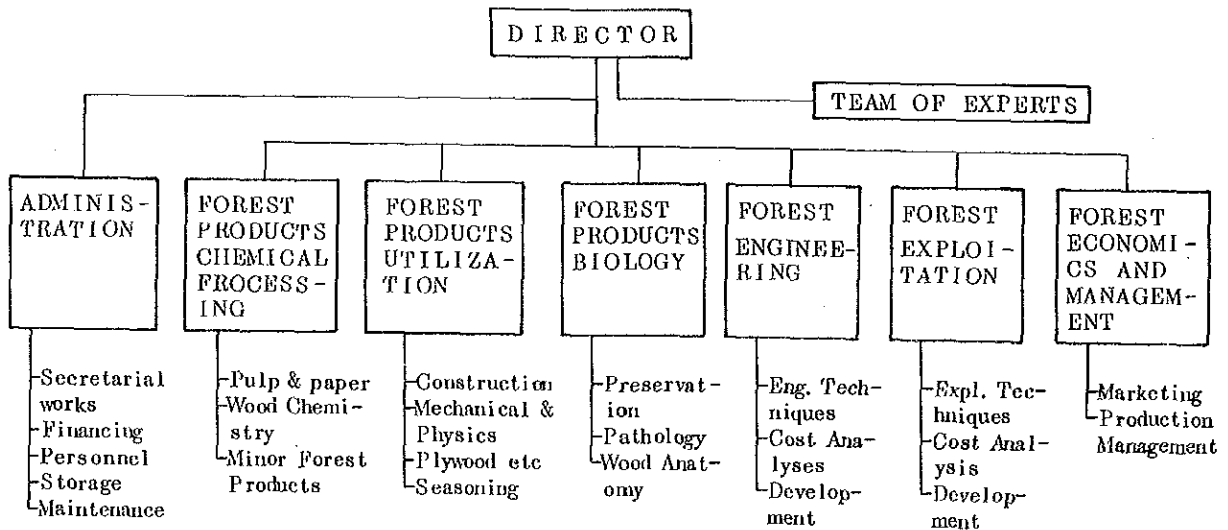 DIRECTOR
TEAM OF EXPERTS
ADMINIS-
TRATION
Secretarial
works
Financing
Personnel
Storage
Maintenance
FOREST
PRODUCTS
CHEMICAL
FROCESS-
ING
Pulp & paper
Wood Chemi-
stry
Minor Forest
Products
FOREST
PRODUCTS
UTILIZA-
TION
Construction
Mechanical &
Physics
Plywood etc
Seasoning
FOREST
PRODUCTS
BIOLOGY
Preservat-
ion
Pathology
Wood Anat-
omy
FOREST
ENGINEE-
RING
Eng. Tech-
niques
Cost Ana-
lyses
Develop-
ment
FOREST
EXPLOI-
TATION
Expl. Tec-
hniques
Cost Anal-
ysis
Develop-
ment
FOREST
ECONOMI-
CS AND
MANAGEM-
ENT
Marketing
Production
Management